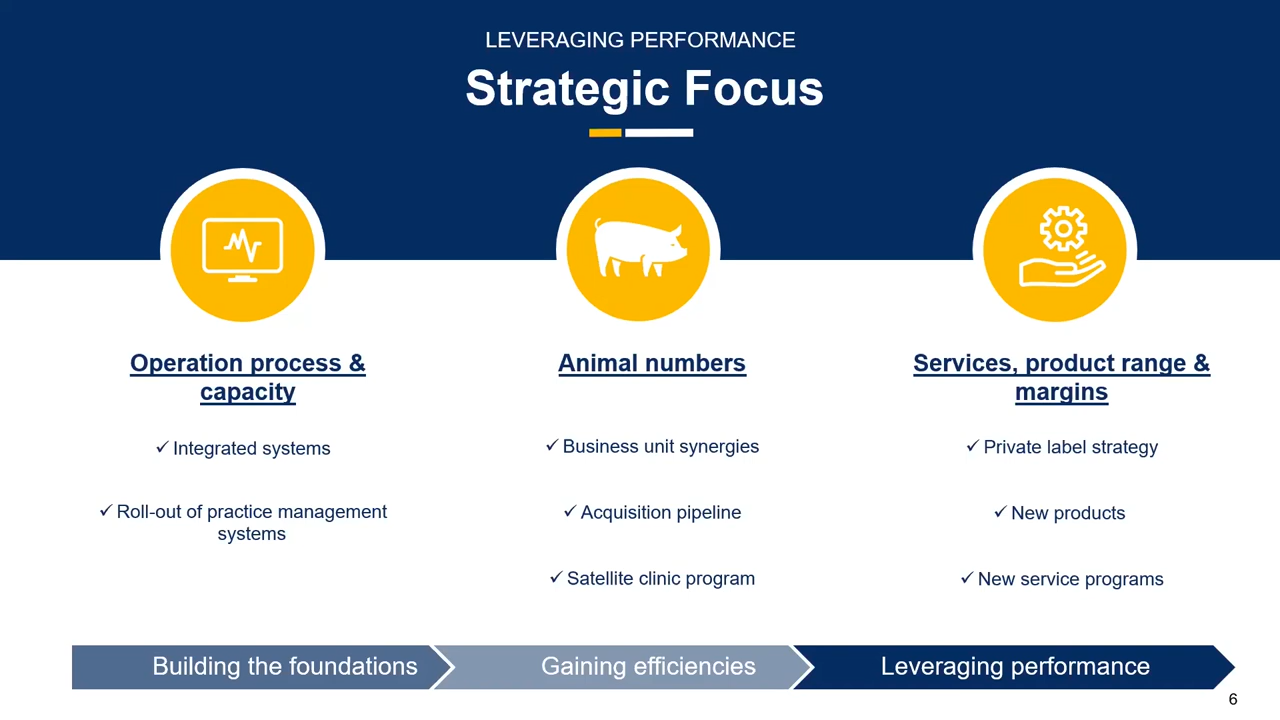 LEVERAGING PERFORMANCE
Strategic Focus
Operation process &
capacity
✓ Integrated systems
✓ Roll-out of practice management
systems
Animal numbers
✓ Business unit synergies
✓ Acquisition pipeline
✓ Satellite clinic program
Services, product range &
margins
✓ Private label strategy
✓ New products
✓ New service programs
Building the foundations
Gaining efficiencies
Leveraging performance
6